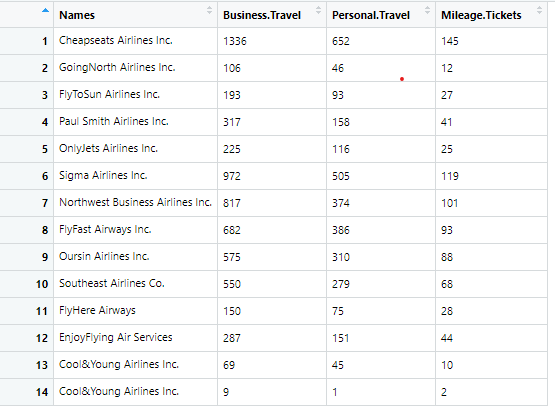 Names Business.Travel Personal.Travel Mileage.Tickets
1 Cheapseats Airlines Inc. 1336 652 145
2 GoingNorth Airlines Inc. 106 46 12
3 FlyToSun Airlines Inc. 193 93 27
4 Paul Smith Airlines Inc. 317 158 41
5 OnlyJets Airlines Inc. 225 116 25
6 Sigma Airlines Inc. 972 505 119
7 Northwest Business Airlines Inc. 817 374 101
8 FlyFast Airways Inc. 682 386 93
9 Oursin Airlines Inc. 575 310 88
10 Southeast Airlines Co. 550 279 68
11 FlyHere Airways 150 75 28
12 EnjoyFlying Air Services 287 151 44
13 Cool&Young Airlines Inc. 69 45 10
14 Cool&Young Airlines Inc. 9 1 2